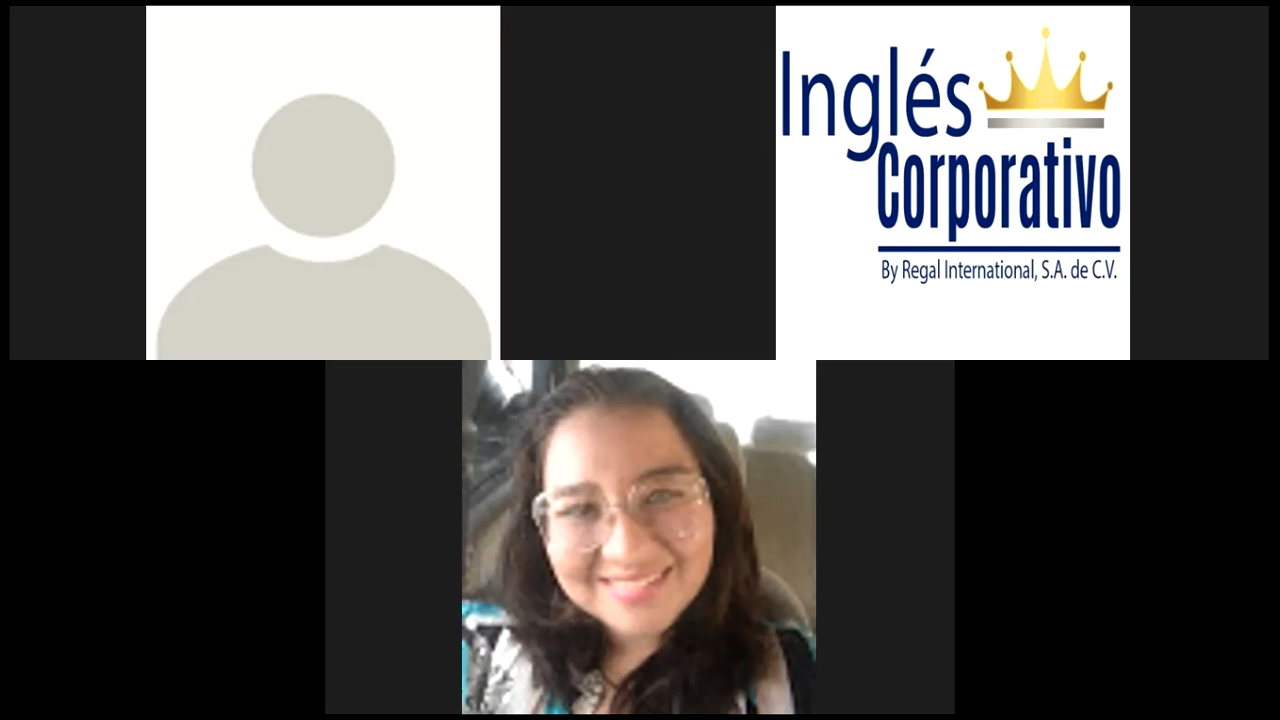 Inglés
Corporativo
By Regal International, S.A. de C.V.